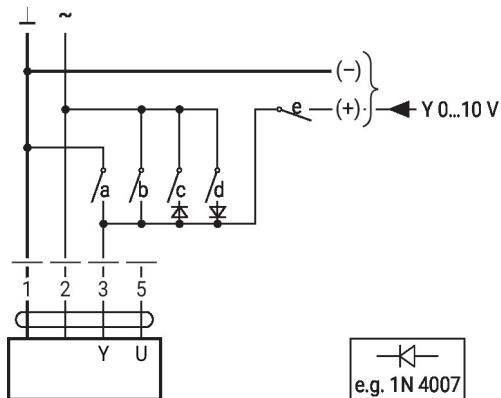 ⊥ ~
(–)
e (+) Y 0...10 V
a b c d
1 2 3 5
Y U
e.g. 1N 4007